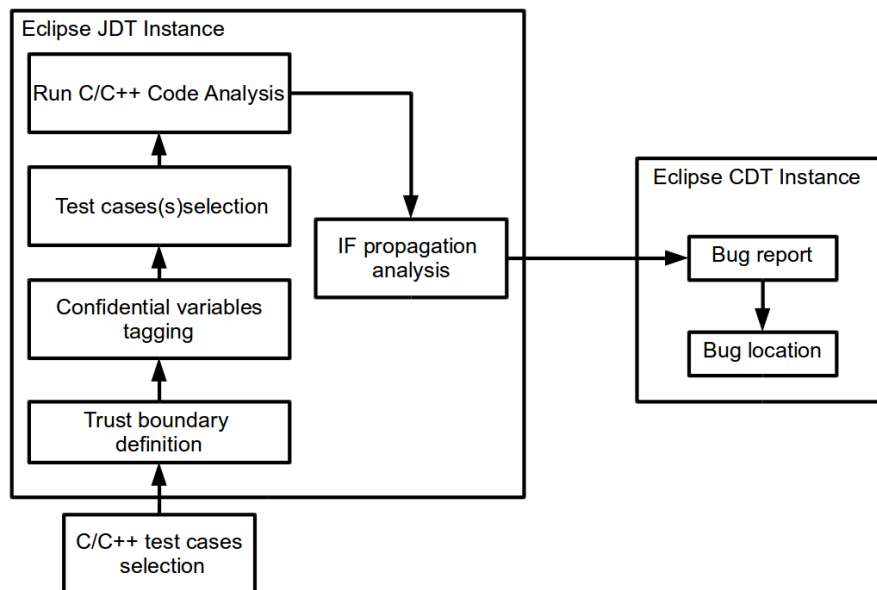 Eclipse JDT Instance
Run C/C++ Code Analysis
Test cases(s)selection
Confidential variables
tagging
Trust boundary
definition
C/C++ test cases
selection
IF propagation
analysis
Eclipse CDT Instance
Bug report
Bug location